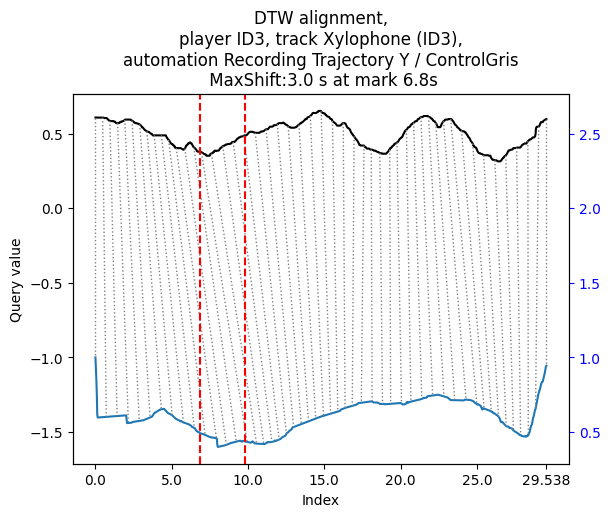 DTW alignment,
player ID3, track Xylophone (ID3),
automation Recording Trajectory Y / ControlGris
MaxShift:3.0 s at mark 6.8s
0.5
0.0
−0.5
−1.0
−1.5
Query value
2.5
2.0
1.5
1.0
0.5
0.0 5.0 10.0 15.0 20.0 25.0 29.538
Index